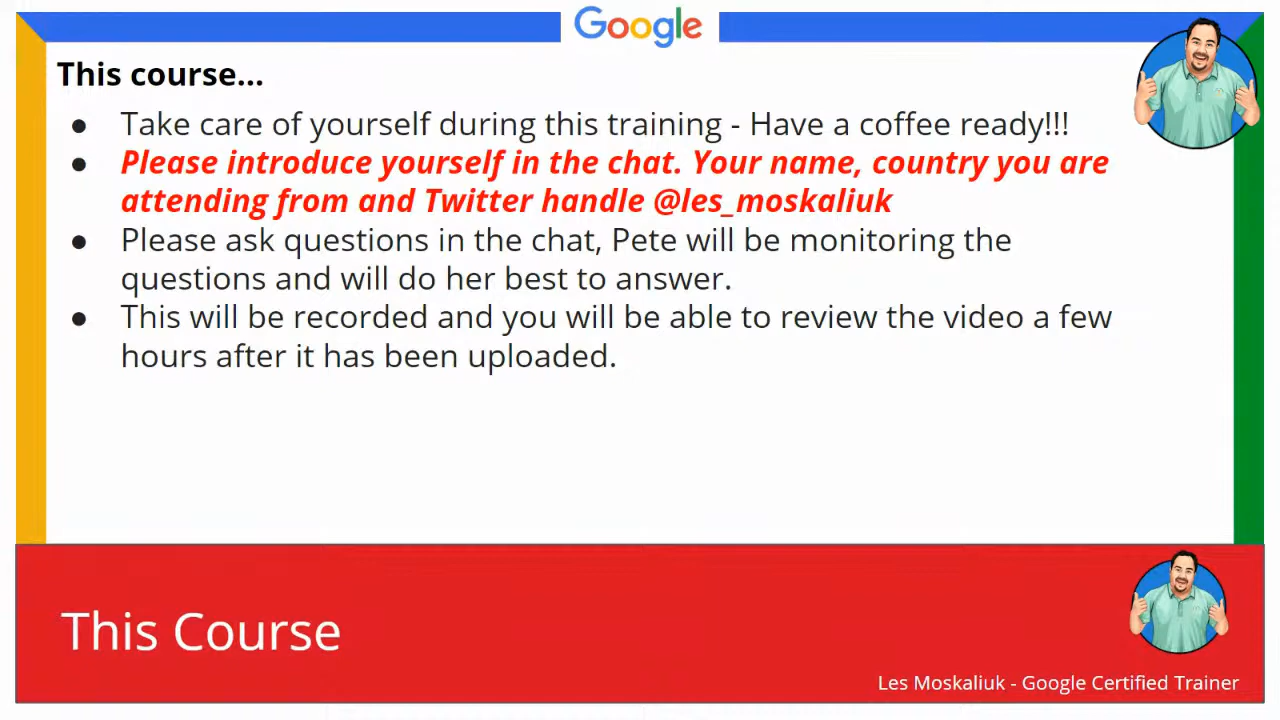 Google
This course...
● Take care of yourself during this training - Have a coffee ready!!!
● Please introduce yourself in the chat. Your name, country you are
attending from and Twitter handle @les_moskaliuk
● Please ask questions in the chat, Pete will be monitoring the
questions and will do her best to answer.
● This will be recorded and you will be able to review the video a few
hours after it has been uploaded.
This Course
Les Moskaliuk - Google Certified Trainer